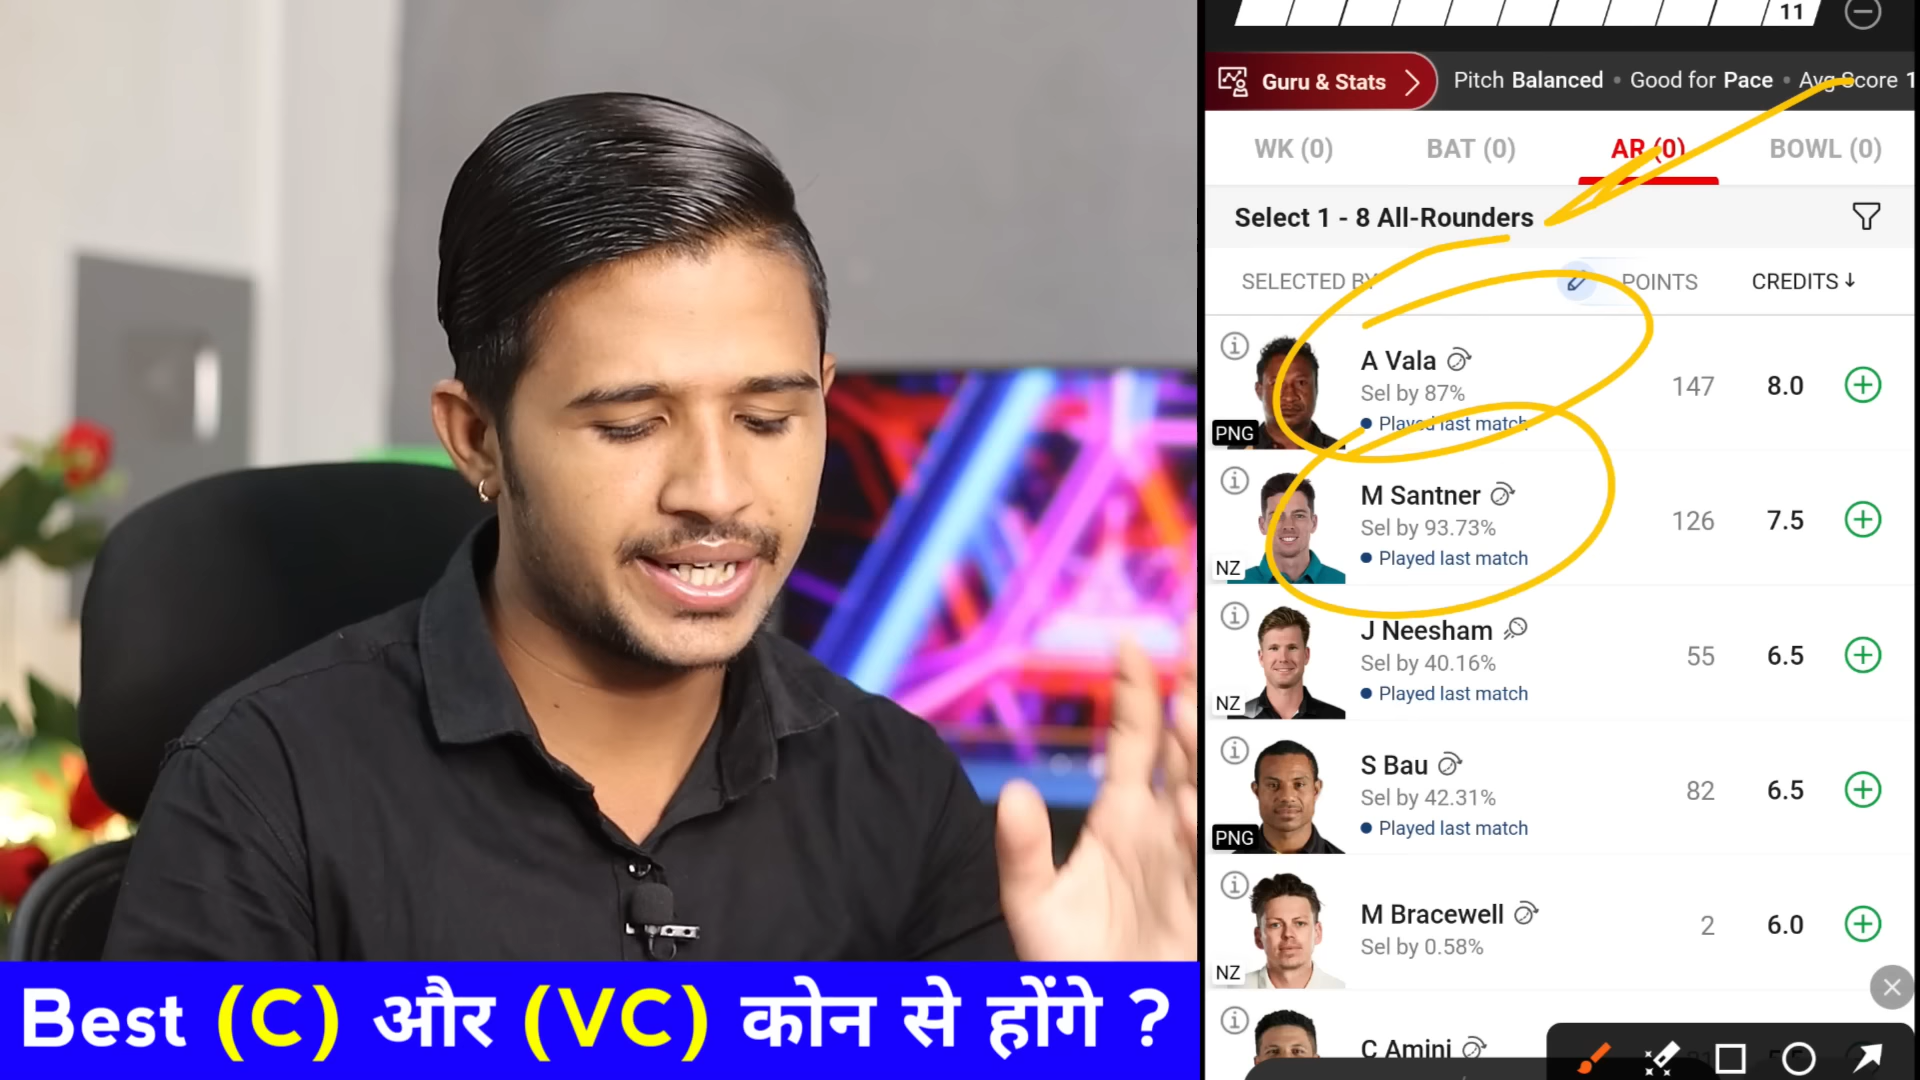 11
Guru & Stats
Pitch Balanced • Good for Pace • Avg Score 1
WK (0) BAT (0) AR (0) BOWL (0)
Select 1 - 8 All-Rounders
SELECTED BY POINTS CREDITS ↓
A Vala
Sel by 87%
147 8.0
Played last match
PNG
M Santner
Sel by 93.73%
126 7.5
Played last match
NZ
J Neesham
Sel by 40.16%
55 6.5
Played last match
NZ
S Bau
Sel by 42.31%
82 6.5
Played last match
PNG
M Bracewell
Sel by 0.58%
2 6.0
NZ
C Amini
Best (C) और (VC) कोन से होंगे ?